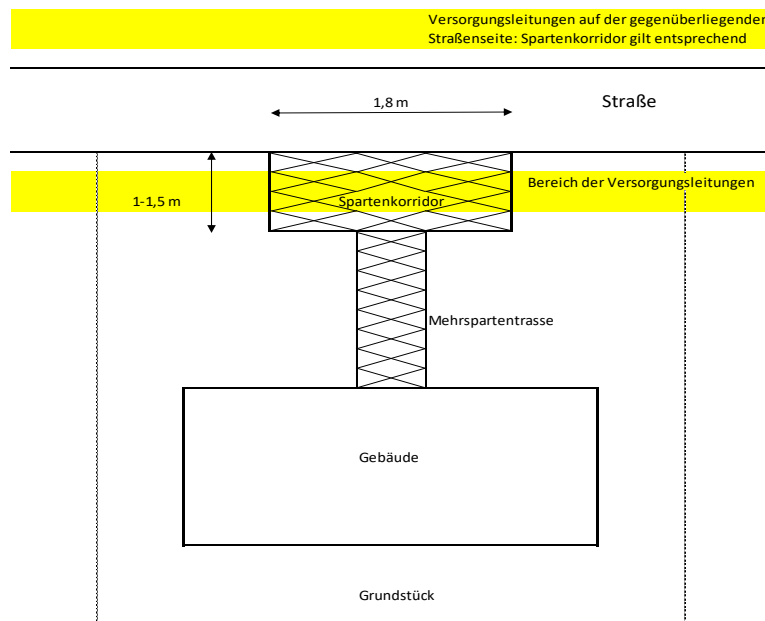 Versorgungsleitungen auf der gegenüberliegenden
Straßenseite: Spartenkorridor gilt entsprechend
1,8 m
Straße
Bereich der Versorgungsleitungen
1-1,5 m
Spartenkorridor
Mehrspartentrasse
Gebäude
Grundstück